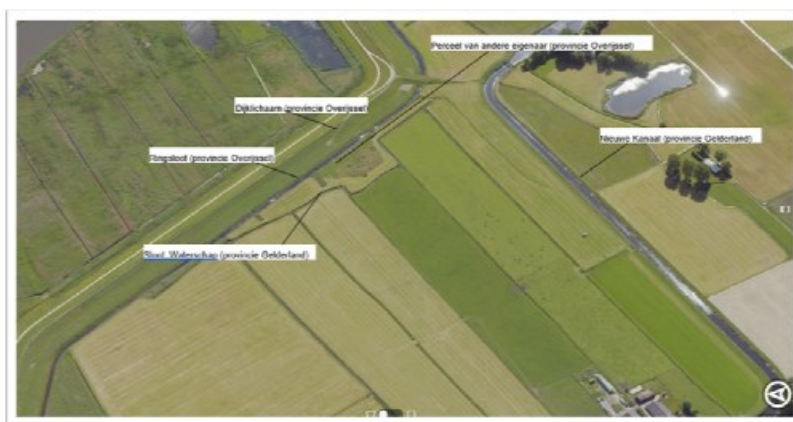 Perceel van andere eigenaar (provincie Overijssel)
Dijklichaam (provincie Overijssel)
Nieuwe Kanaal (provincie Gelderland)
Ringsloot (provincie Overijssel)
Sloot Waterschap (provincie Gelderland)